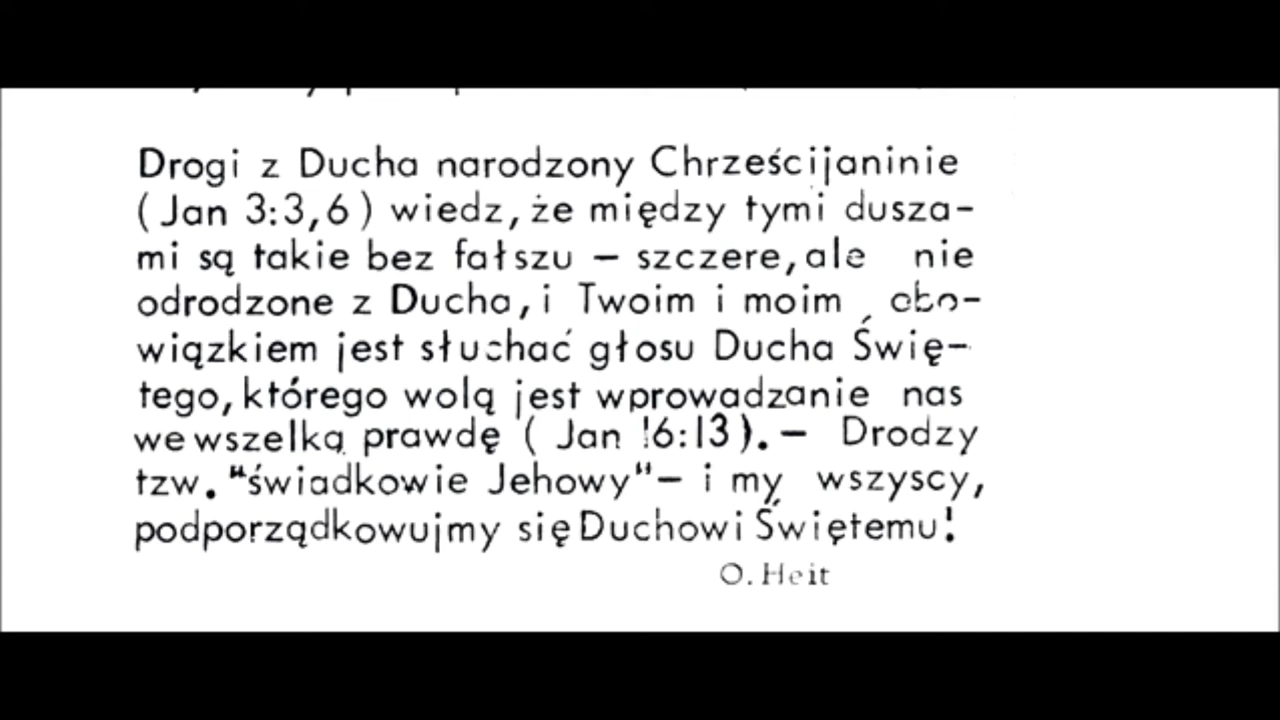 Drogi z Ducha narodzony Chrześcijaninie
(Jan 3:3,6) wiedz, że między tymi dusza-
mi są takie bez fałszu – szczere, ale nie
odrodzone z Ducha, i Twoim i moim obo-
wiązkiem jest słuchać głosu Ducha Świę-
tego, którego wolą jest wprowadzanie nas
we wszelką prawdę ( Jan 16:13). – Drodzy
tzw. "świadkowie Jehowy" – i my wszyscy,
podporządkowujmy się Duchowi Świętemu!
O. Heit